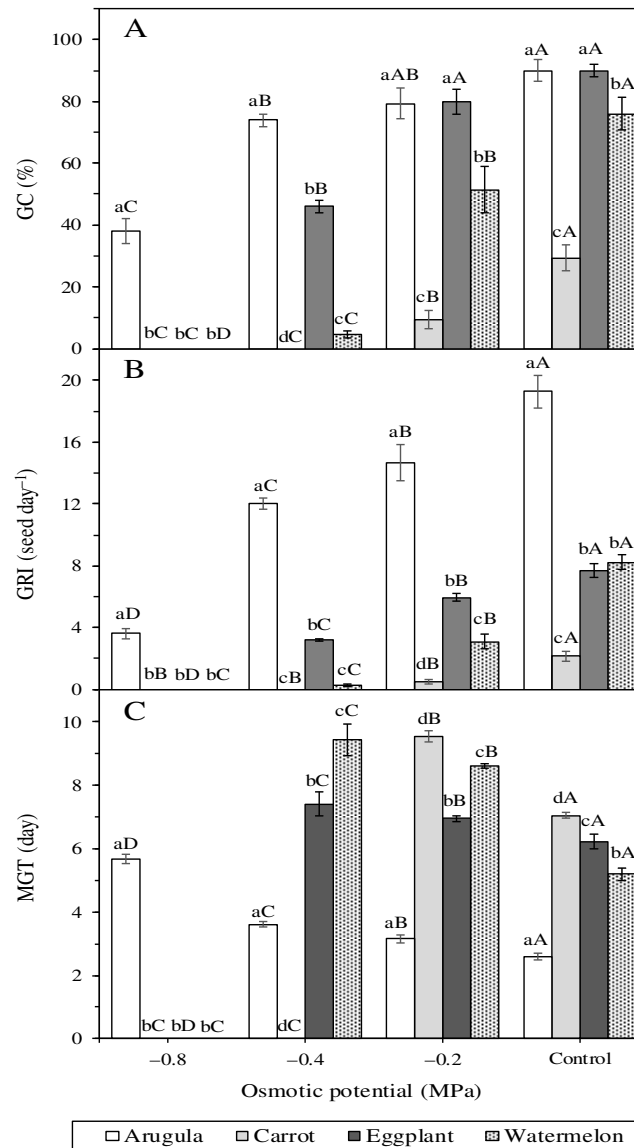 A
100
80
60
40
20
0
GC (%)
aC
bC bC bD
aB
dC
bB
cC
aAB
cB
aA
bB
aA
cA
aA
bA
B
20
16
12
8
4
0
GRI (seed day⁻¹)
aD
bB bD bC
aC
cB
bC
cC
aB
dB
bB
cB
aA
cA
bA
bA
C
10
8
6
4
2
0
MGT (day)
aD
bC bD bC
aC
dC
bC
cC
aB
dB
bB
cB
aA
dA
cA
bA
–0.8 –0.4 –0.2 Control
Osmotic potential (MPa)
Arugula Carrot Eggplant Watermelon